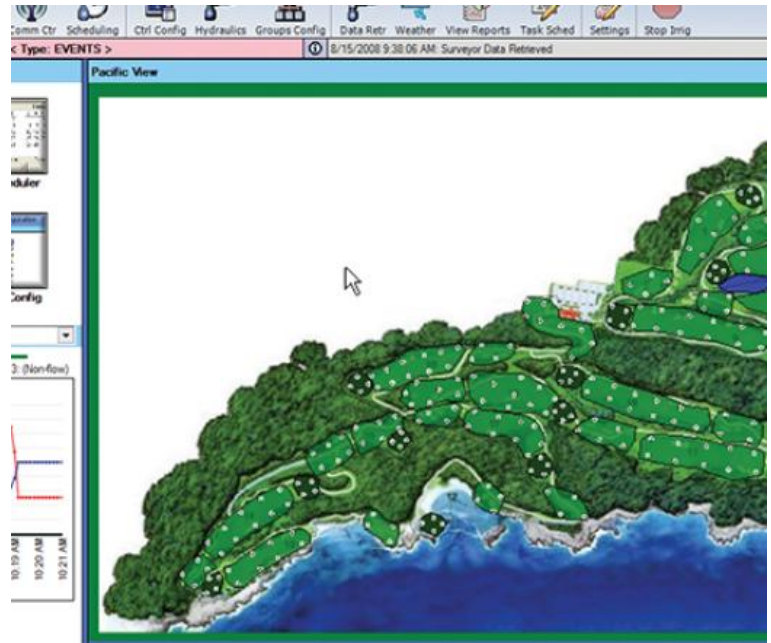 Comm Ctr Scheduling Ctrl Config Hydraulics Groups Config Data Retr Weather View Reports Task Sched Settings Stop Irrig
< Type: EVENTS >
8/15/2008 9:38:06 AM: Surveyor Data Retrieved
Pacific View
duler
Config
3: (Non-flow)
10:19 AM
10:20 AM
10:21 AM
12